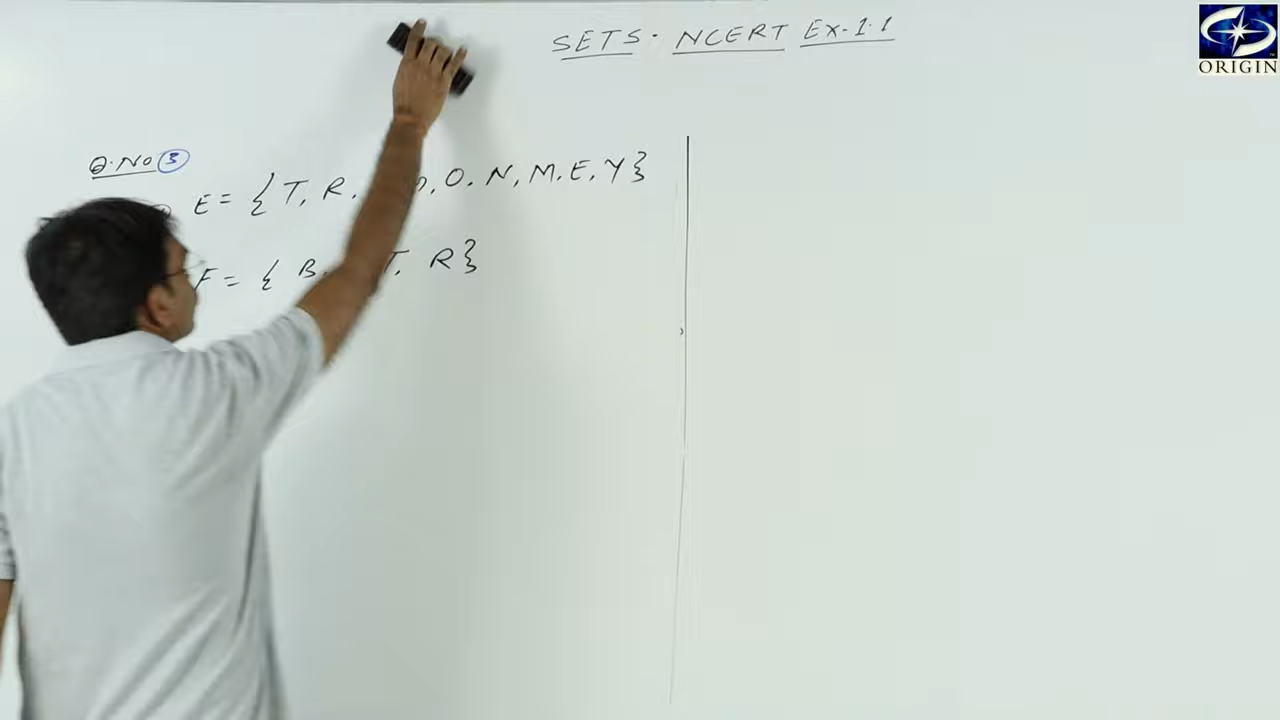 SETS. NCERT EX-1.1
ORIGIN
Q.NO 3
E = { T, R, O, N, M, E, Y}
F = { B, T, R}